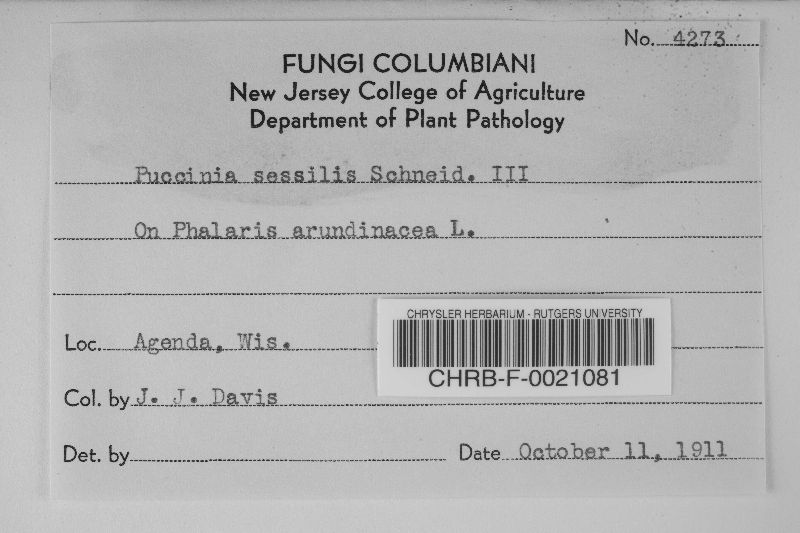 No. 4273
FUNGI COLUMBIANI
New Jersey College of Agriculture
Department of Plant Pathology
Puccinia sessilis Schneid. III
On Phalaris arundinacea L.
Loc. Agenda, Wis.
CHRYSLER HERBARIUM - RUTGERS UNIVERSITY
CHRB-F-0021081
Col. by J. J. Davis
Det. by
Date October 11, 1911